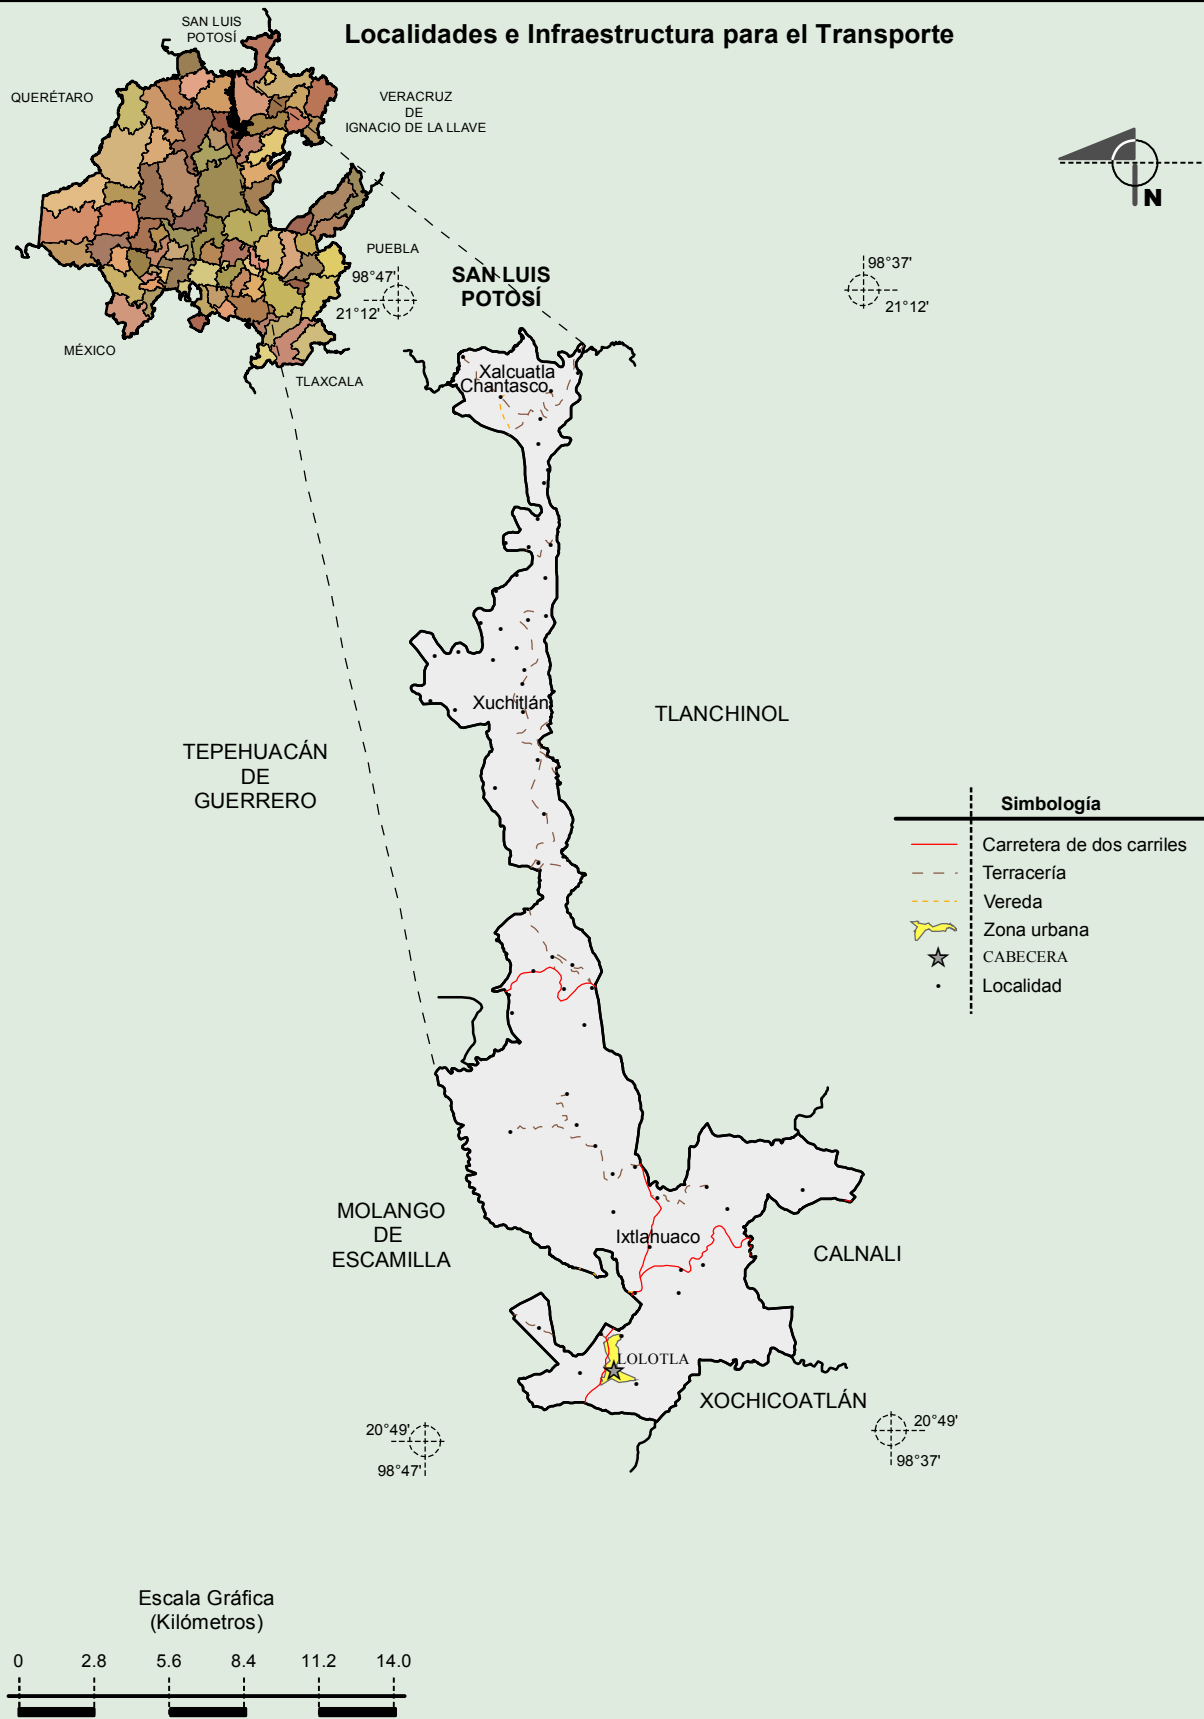 Localidades e Infraestructura para el Transporte
SAN LUIS
POTOSÍ
QUERÉTARO
VERACRUZ
DE
IGNACIO DE LA LLAVE
PUEBLA
MÉXICO
TLAXCALA
N
98°47'
21°12'
98°37'
21°12'
SAN LUIS
POTOSÍ
Xalcuatla
Chantasco
Xuchitlán
TLANCHINOL
TEPEHUACÁN
DE
GUERRERO
Simbología
Carretera de dos carriles
Terracería
Vereda
Zona urbana
CABECERA
Localidad
MOLANGO
DE
ESCAMILLA
Ixtlahuaco
CALNALI
LOLOTLA
XOCHICOATLÁN
20°49'
98°47'
20°49'
98°37'
Escala Gráfica
(Kilómetros)
0 2.8 5.6 8.4 11.2 14.0